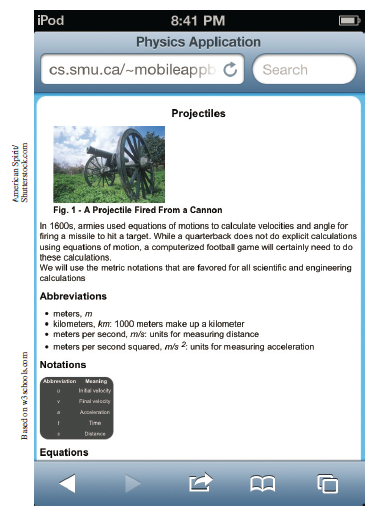 iPod
8:41 PM
Physics Application
cs.smu.ca/~mobileappb
Search
Projectiles
Fig. 1 - A Projectile Fired From a Cannon
In 1600s, armies used equations of motions to calculate velocities and angle for
firing a missile to hit a target. While a quarterback does not do explicit calculations
using equations of motion, a computerized football game will certainly need to do
these calculations.
We will use the metric notations that are favored for all scientific and engineering
calculations
Abbreviations
• meters, m
• kilometers, km: 1000 meters make up a kilometer
• meters per second, m/s: units for measuring distance
• meters per second squared, m/s 2: units for measuring acceleration
Notations
Abbreviation Meaning
u Initial velocity
v Final velocity
a Acceleration
t Time
s Distance
Equations
American Spirit/
Shutterstock.com
Based on w3schools.com